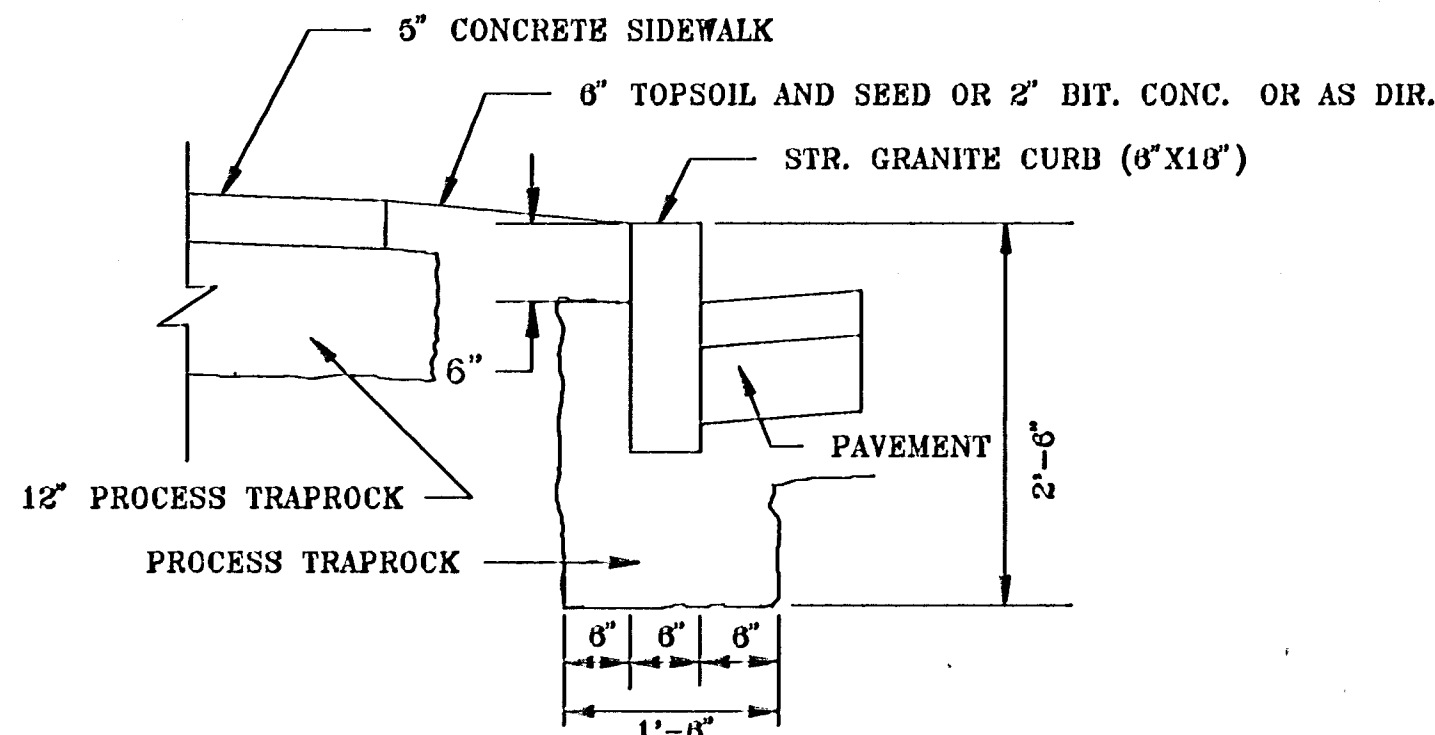 5" CONCRETE SIDEWALK
6" TOPSOIL AND SEED OR 2" BIT. CONC. OR AS DIR.
STR. GRANITE CURB (6"X18")
6"
PAVEMENT
2'-6"
12" PROCESS TRAPROCK
PROCESS TRAPROCK
6" 6" 6"
1'-6"